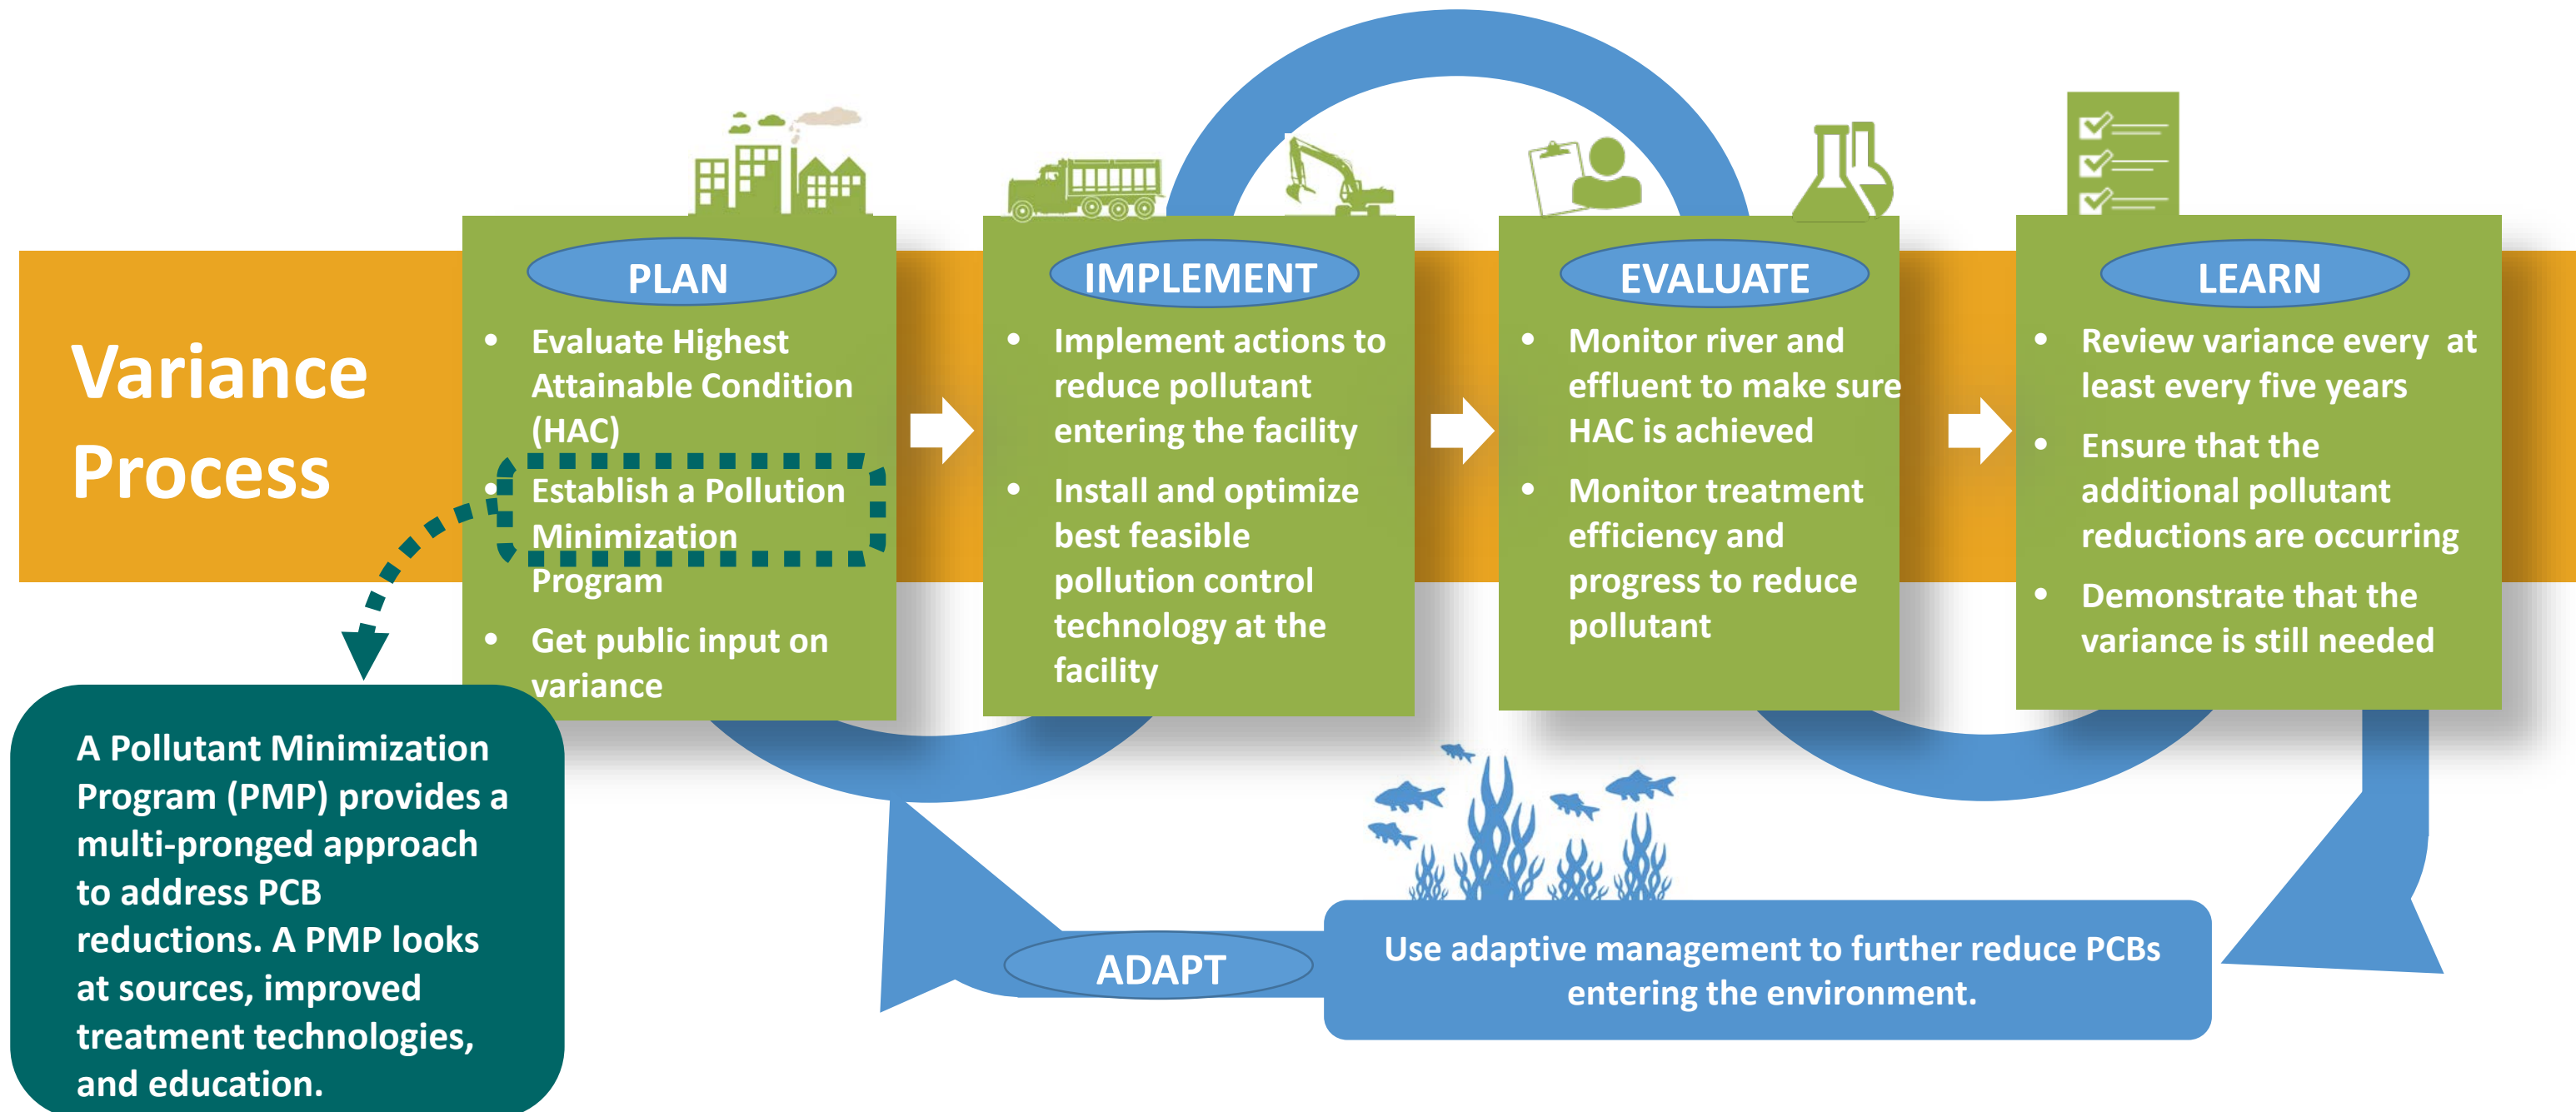 Variance
Process
PLAN
• Evaluate Highest
Attainable Condition
(HAC)
• Establish a Pollution
Minimization
Program
• Get public input on
variance
IMPLEMENT
• Implement actions to
reduce pollutant
entering the facility
• Install and optimize
best feasible
pollution control
technology at the
facility
EVALUATE
• Monitor river and
effluent to make sure
HAC is achieved
• Monitor treatment
efficiency and
progress to reduce
pollutant
LEARN
• Review variance every at
least every five years
• Ensure that the
additional pollutant
reductions are occurring
• Demonstrate that the
variance is still needed
A Pollutant Minimization
Program (PMP) provides a
multi-pronged approach
to address PCB
reductions. A PMP looks
at sources, improved
treatment technologies,
and education.
ADAPT
Use adaptive management to further reduce PCBs
entering the environment.